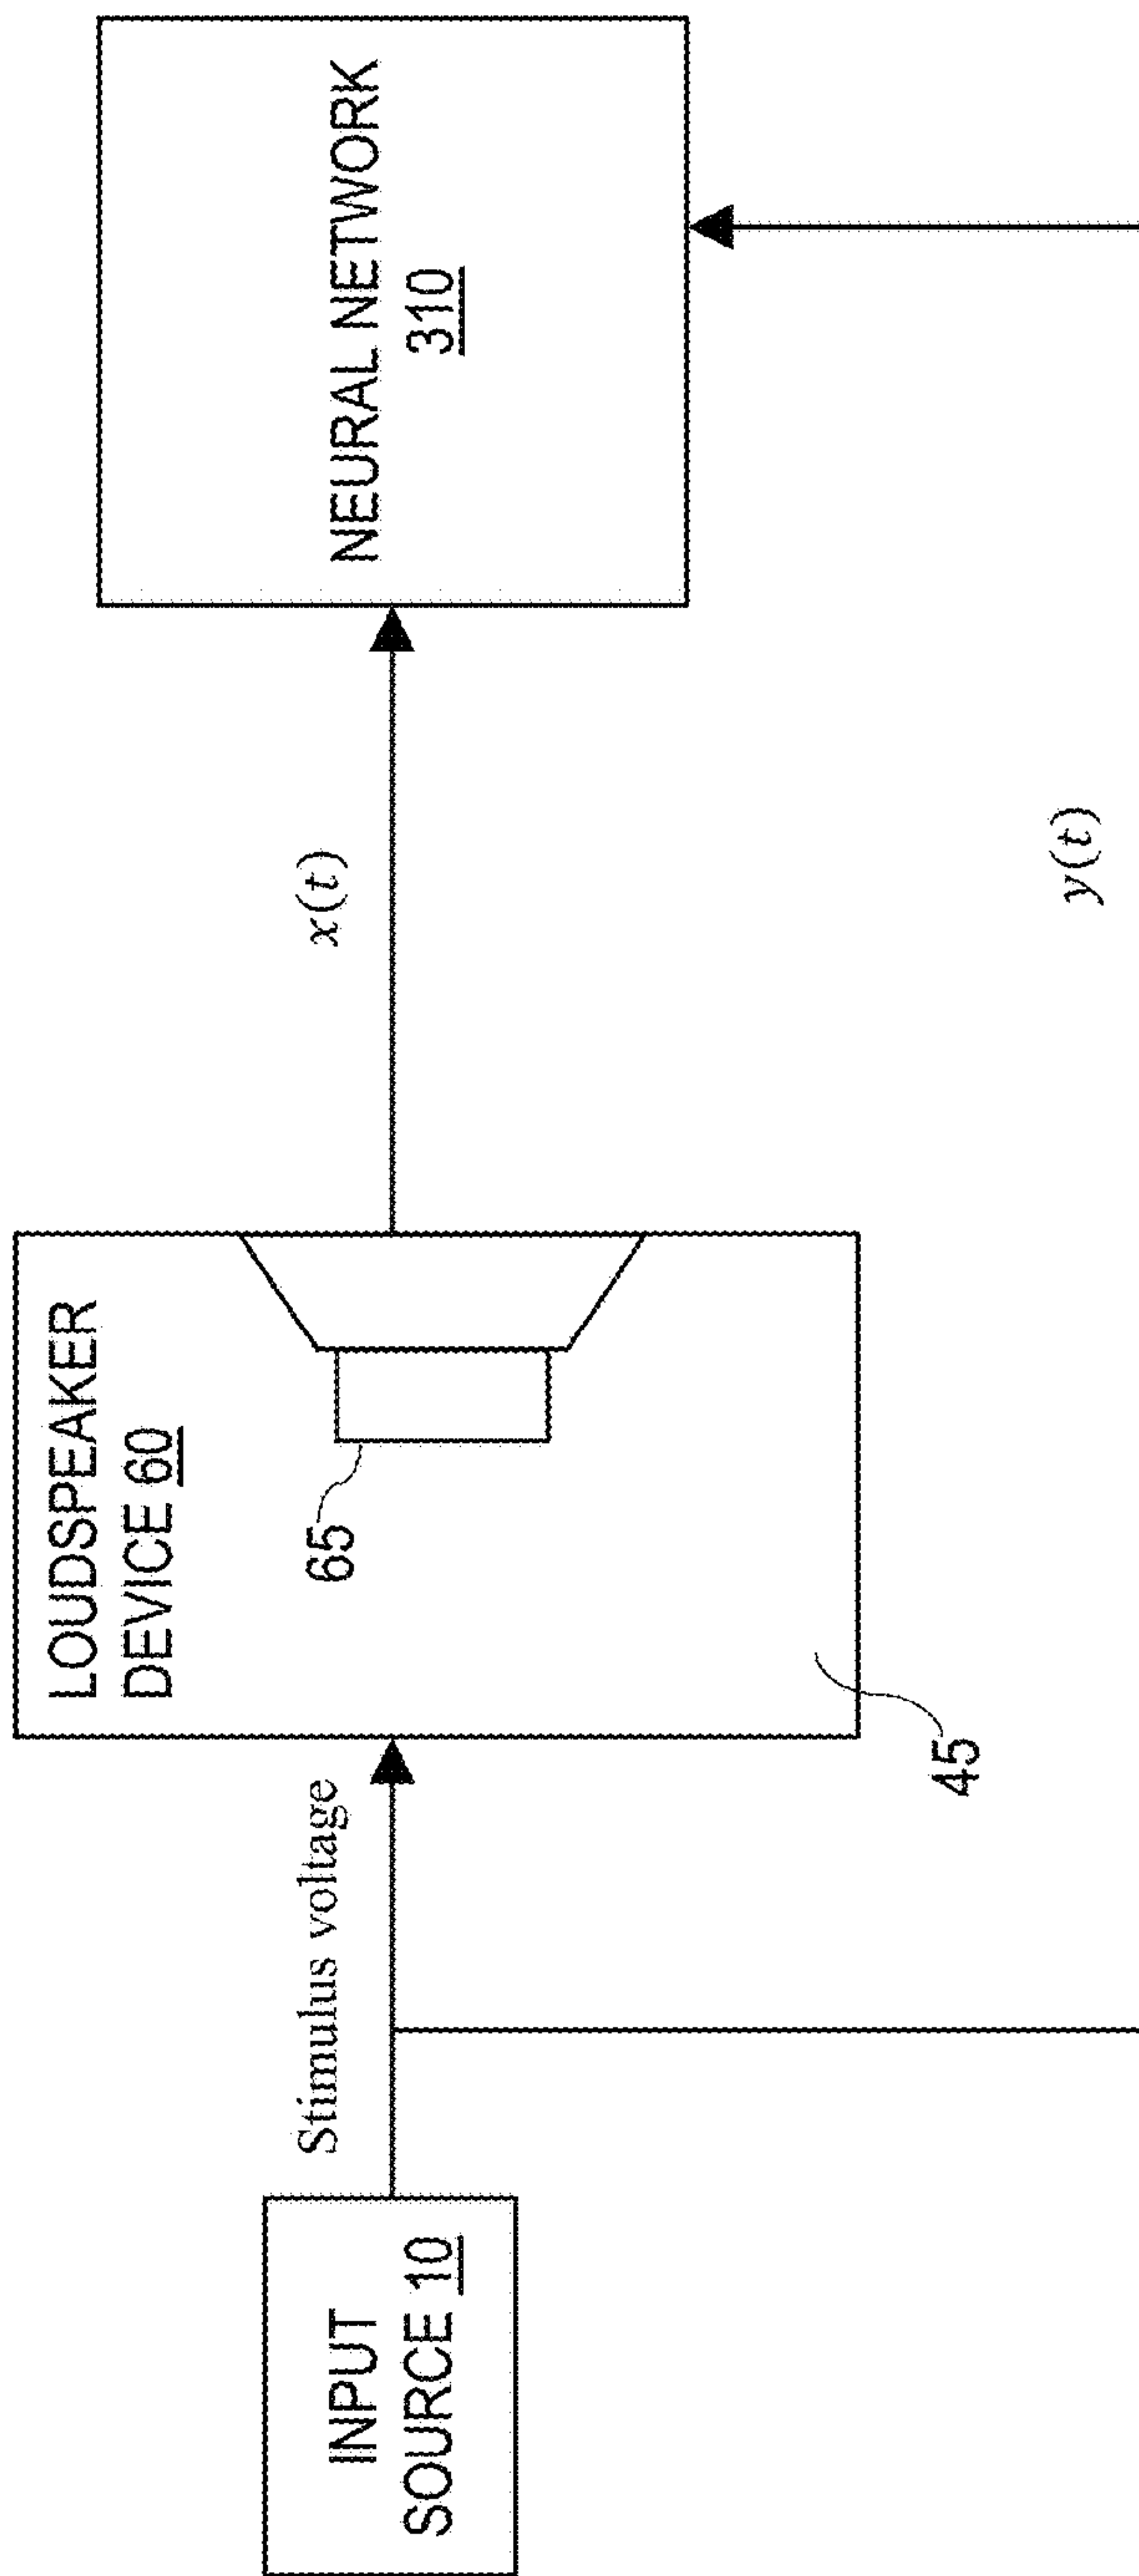 INPUT
SOURCE 10
Stimulus voltage
LOUDSPEAKER
DEVICE 60
65
45
x(t)
y(t)
NEURAL NETWORK
310